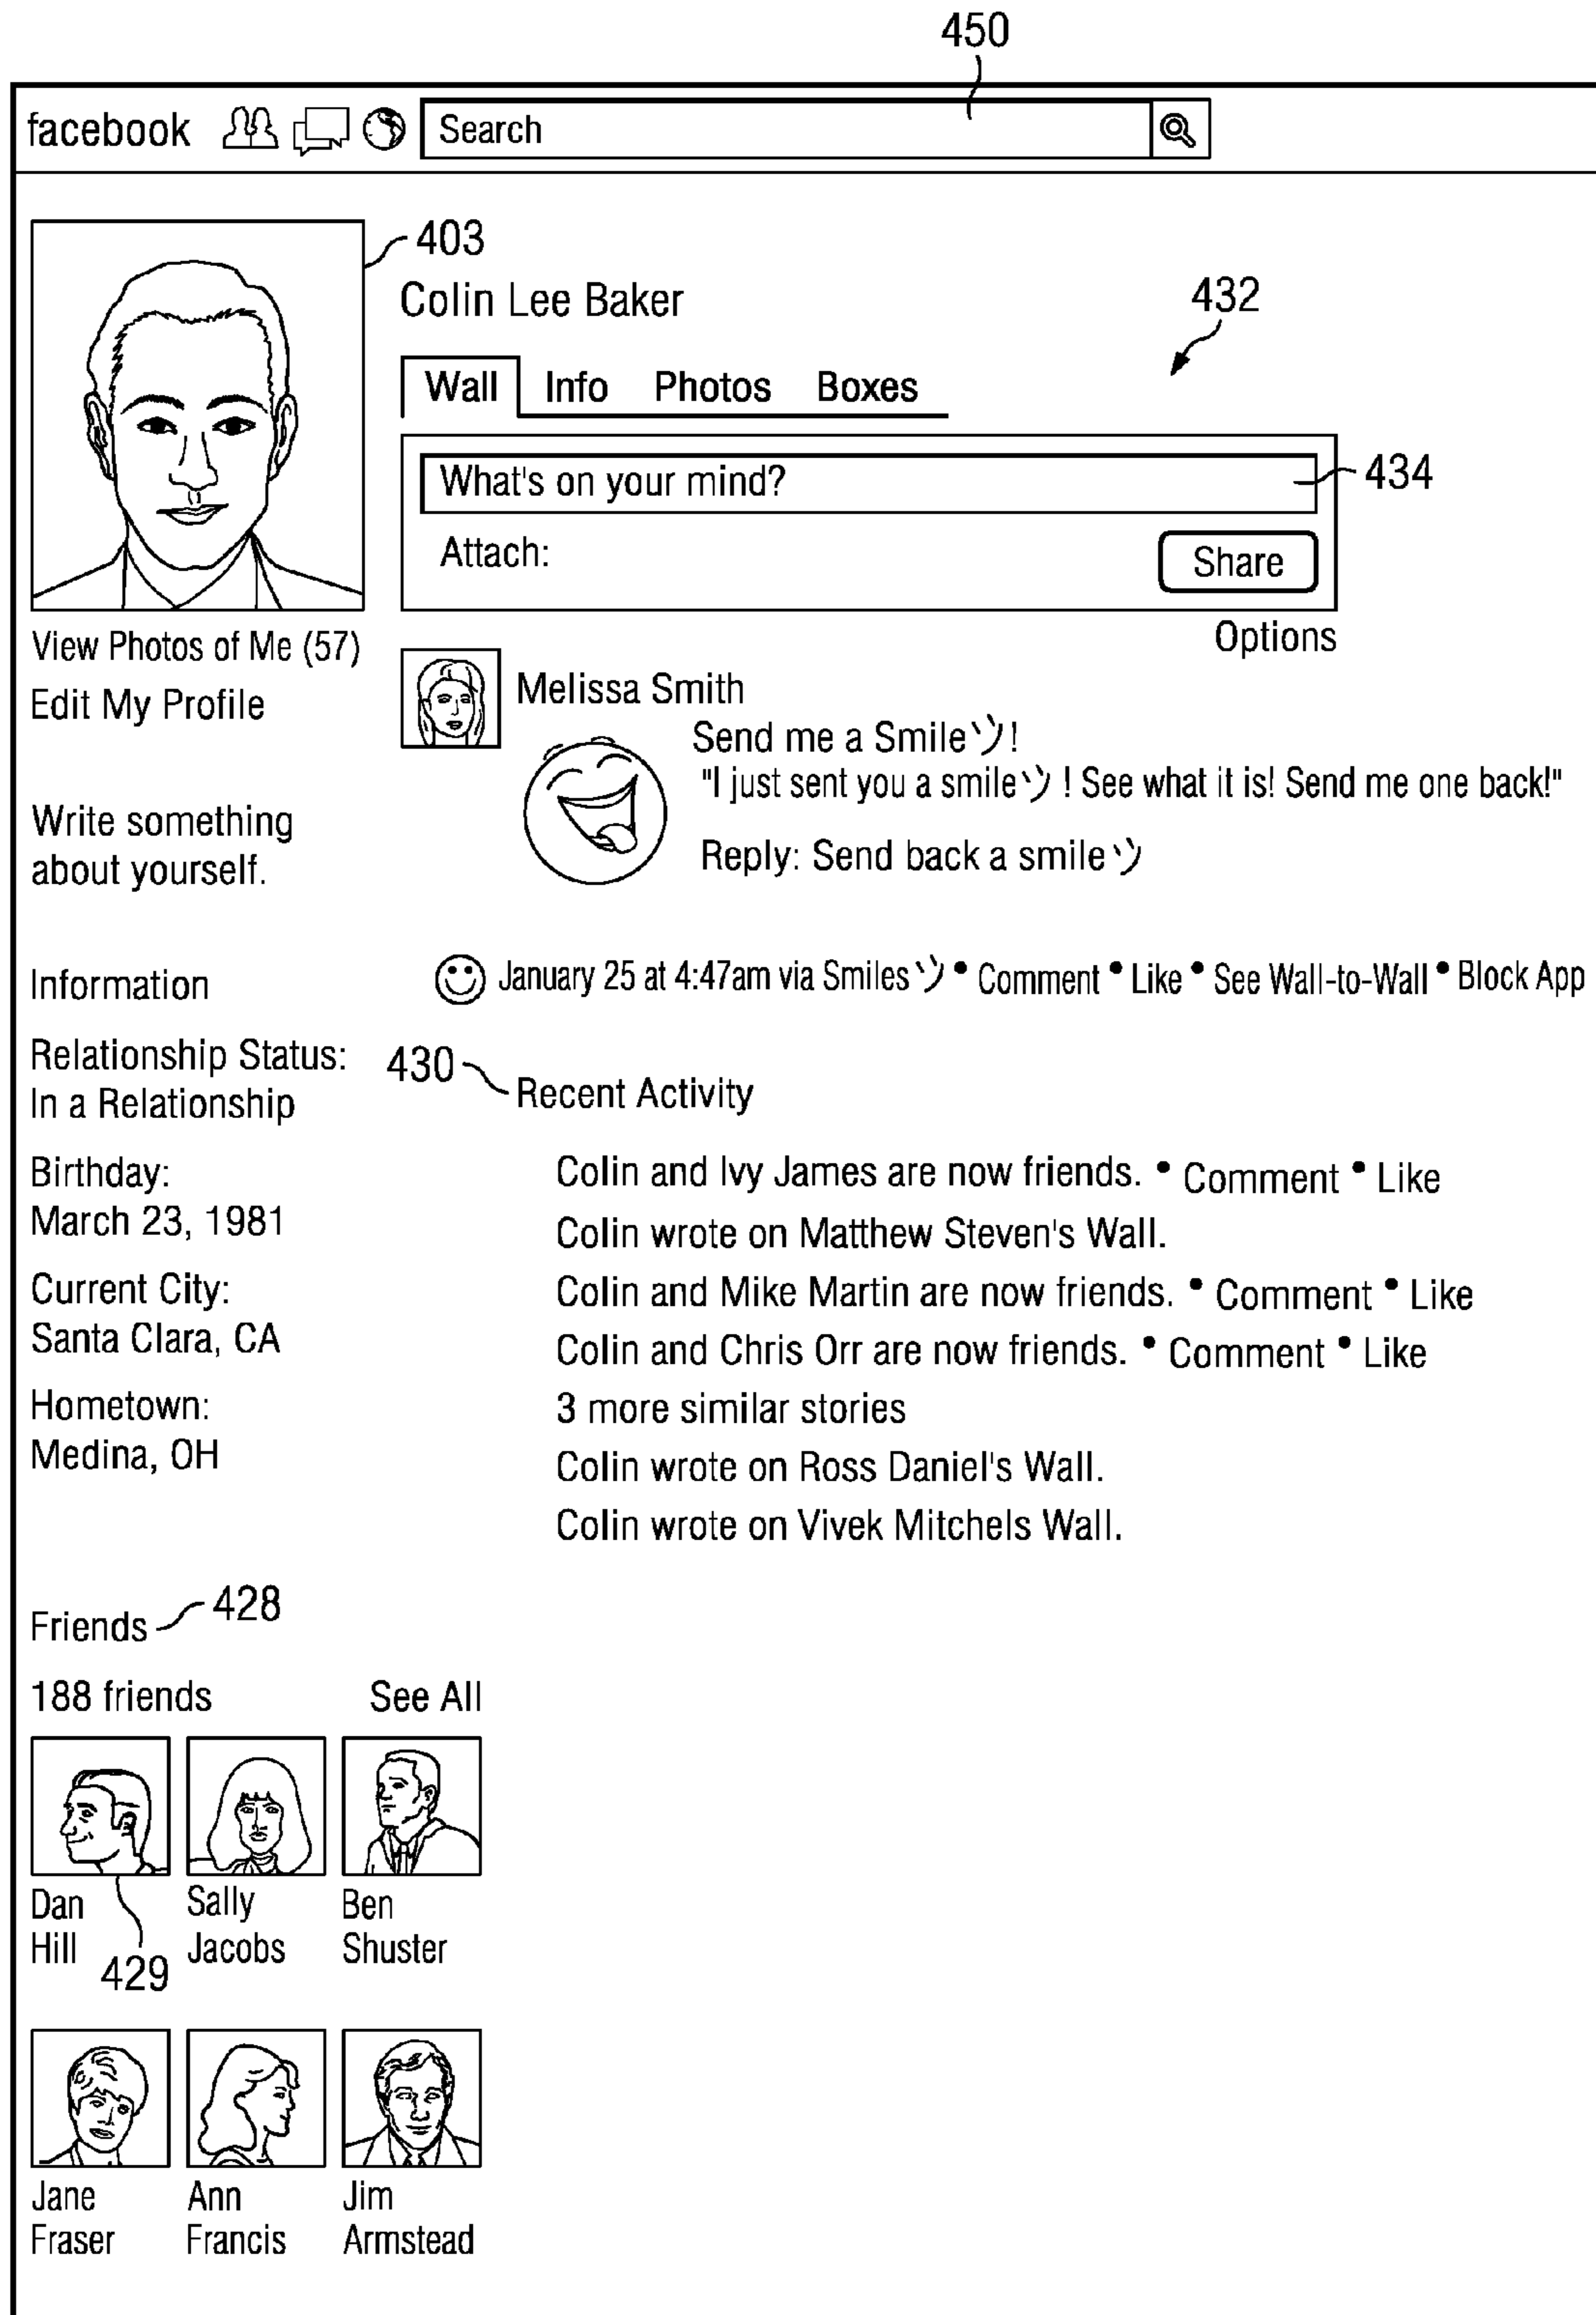 450
facebook
Search
403
Colin Lee Baker
432
Wall Info Photos Boxes
What's on your mind?
434
Attach:
Share
Options
View Photos of Me (57)
Edit My Profile
Write something
about yourself.
Melissa Smith
Send me a Smileツ!
"I just sent you a smileツ ! See what it is! Send me one back!"
Reply: Send back a smileツ
January 25 at 4:47am via Smilesツ • Comment • Like • See Wall-to-Wall • Block App
Information
Relationship Status:
In a Relationship
Birthday:
March 23, 1981
Current City:
Santa Clara, CA
Hometown:
Medina, OH
430
Recent Activity
Colin and Ivy James are now friends. • Comment • Like
Colin wrote on Matthew Steven's Wall.
Colin and Mike Martin are now friends. • Comment • Like
Colin and Chris Orr are now friends. • Comment • Like
3 more similar stories
Colin wrote on Ross Daniel's Wall.
Colin wrote on Vivek Mitchels Wall.
Friends
428
188 friends See All
Dan
Hill
429
Sally
Jacobs
Ben
Shuster
Jane
Fraser
Ann
Francis
Jim
Armstead